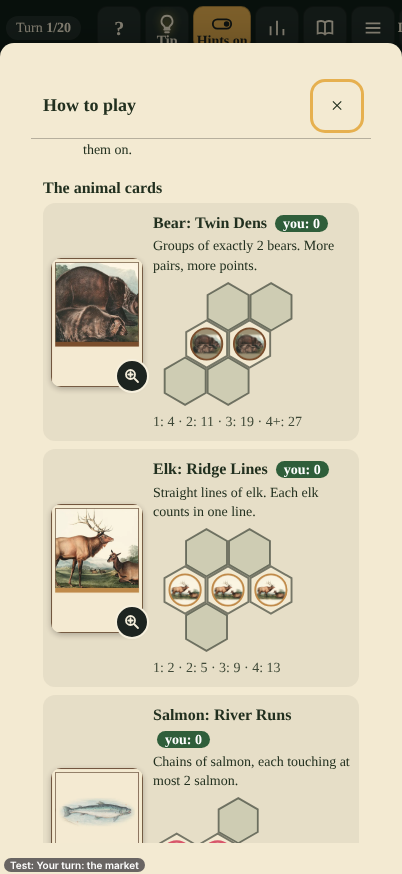 Turn 1/20
?
Tip
Hints on
How to play
×
them on.
The animal cards
Bear: Twin Dens you: 0
Groups of exactly 2 bears. More
pairs, more points.
1: 4 · 2: 11 · 3: 19 · 4+: 27
Elk: Ridge Lines you: 0
Straight lines of elk. Each elk
counts in one line.
1: 2 · 2: 5 · 3: 9 · 4: 13
Salmon: River Runs
you: 0
Chains of salmon, each touching at
most 2 salmon.
Test: Your turn: the market